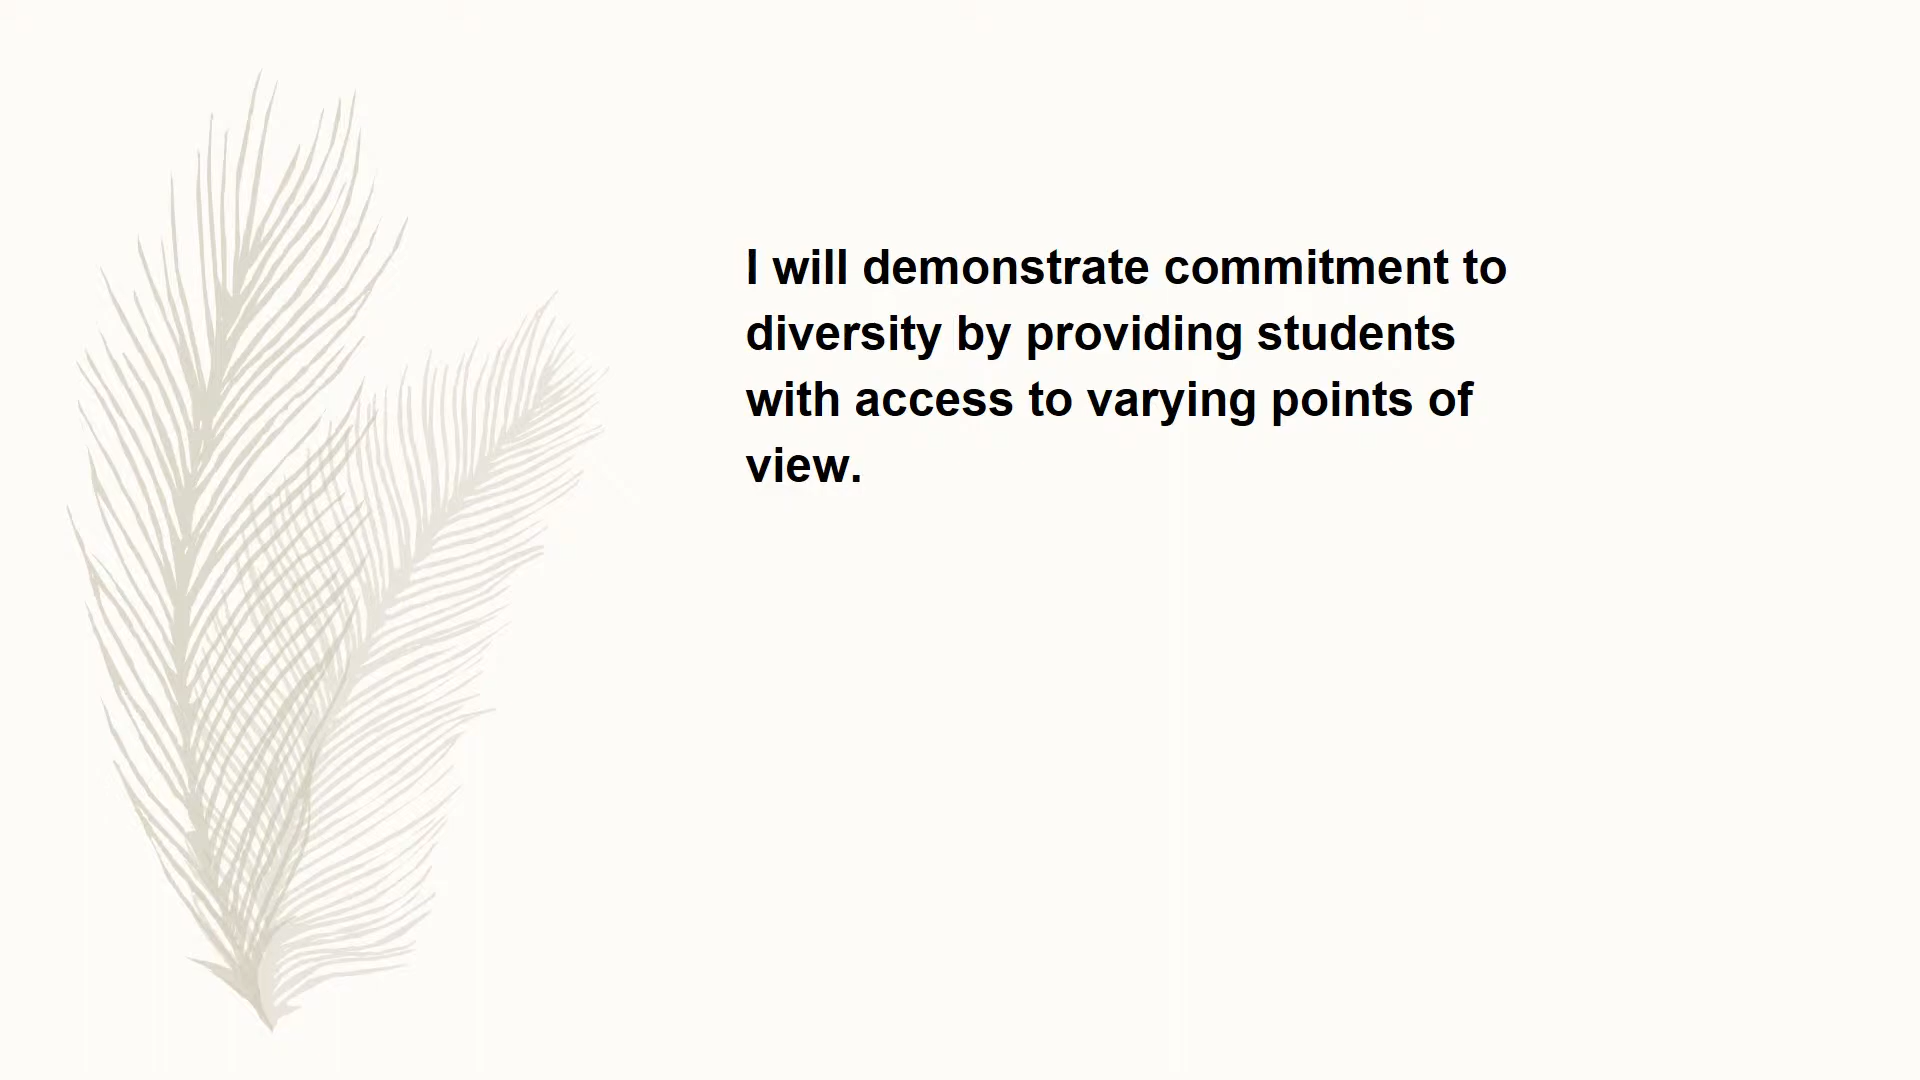 I will demonstrate commitment to
diversity by providing students
with access to varying points of
view.